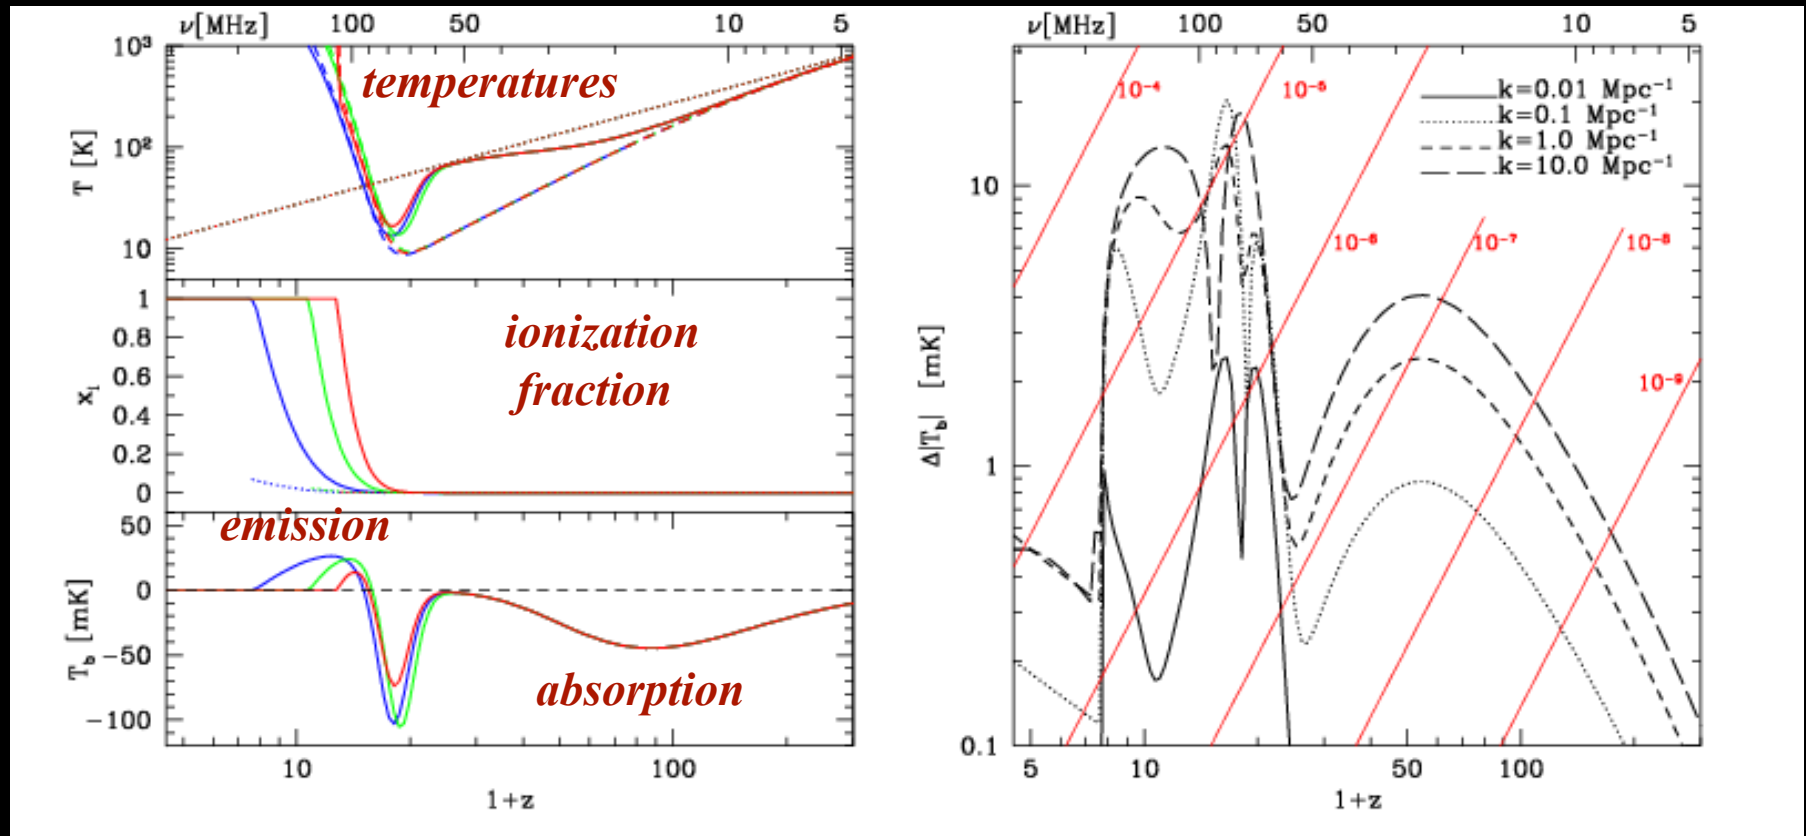 ν[MHz] 100 50 10 5
10³
10²
10
T [K]
temperatures
1
0.8
0.6
0.4
0.2
0
xᵢ
ionization
fraction
50
0
−50
−100
T_b [mK]
emission
absorption
10 100
1+z
ν[MHz] 100 50 10 5
10
1
0.1
Δ|T_b| [mK]
k=0.01 Mpc⁻¹
k=0.1 Mpc⁻¹
k=1.0 Mpc⁻¹
k=10.0 Mpc⁻¹
10⁻⁴
10⁻⁵
10⁻⁶
10⁻⁷
10⁻⁸
10⁻⁹
5 10 50 100
1+z